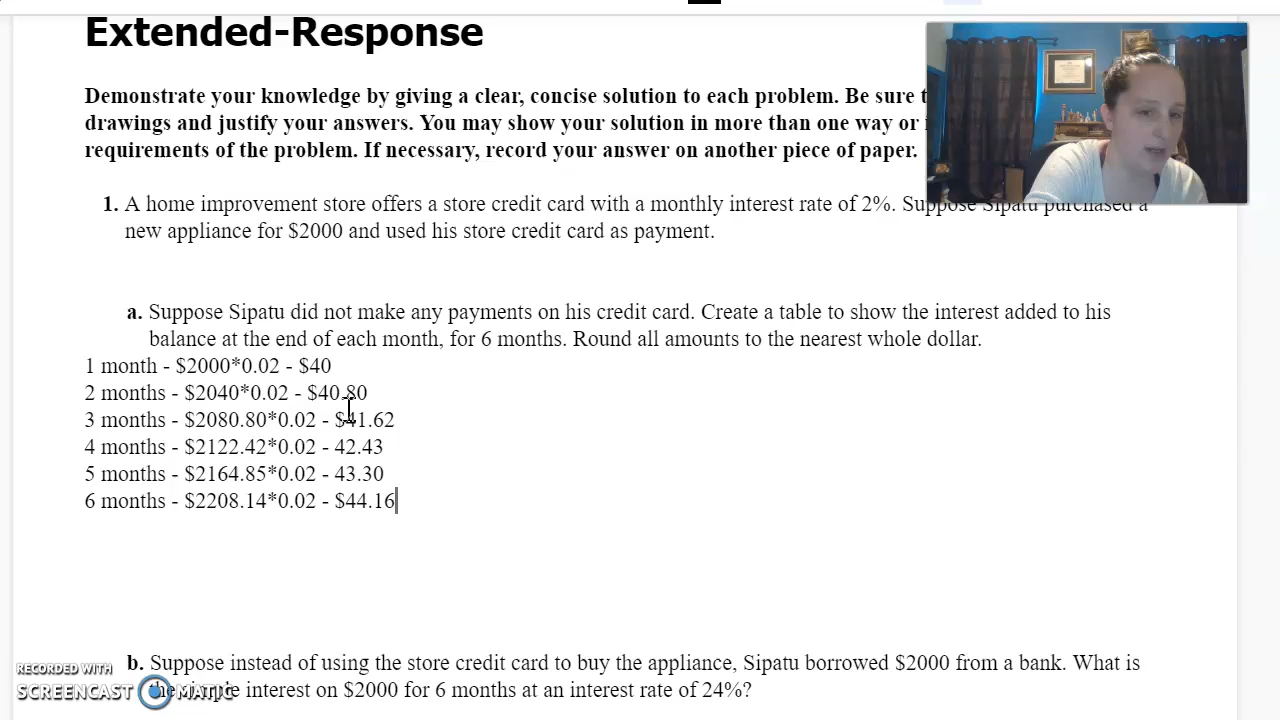 Extended-Response
Demonstrate your knowledge by giving a clear, concise solution to each problem. Be sure
drawings and justify your answers. You may show your solution in more than one way or
requirements of the problem. If necessary, record your answer on another piece of paper.
1. A home improvement store offers a store credit card with a monthly interest rate of 2%. Suppose Sipatu purchased a
new appliance for $2000 and used his store credit card as payment.
a. Suppose Sipatu did not make any payments on his credit card. Create a table to show the interest added to his
balance at the end of each month, for 6 months. Round all amounts to the nearest whole dollar.
1 month - $2000*0.02 - $40
2 months - $2040*0.02 - $40.80
3 months - $2080.80*0.02 - $41.62
4 months - $2122.42*0.02 - 42.43
5 months - $2164.85*0.02 - 43.30
6 months - $2208.14*0.02 - $44.16
b. Suppose instead of using the store credit card to buy the appliance, Sipatu borrowed $2000 from a bank. What is
the simple interest on $2000 for 6 months at an interest rate of 24%?
RECORDED WITH
SCREENCAST MATIC